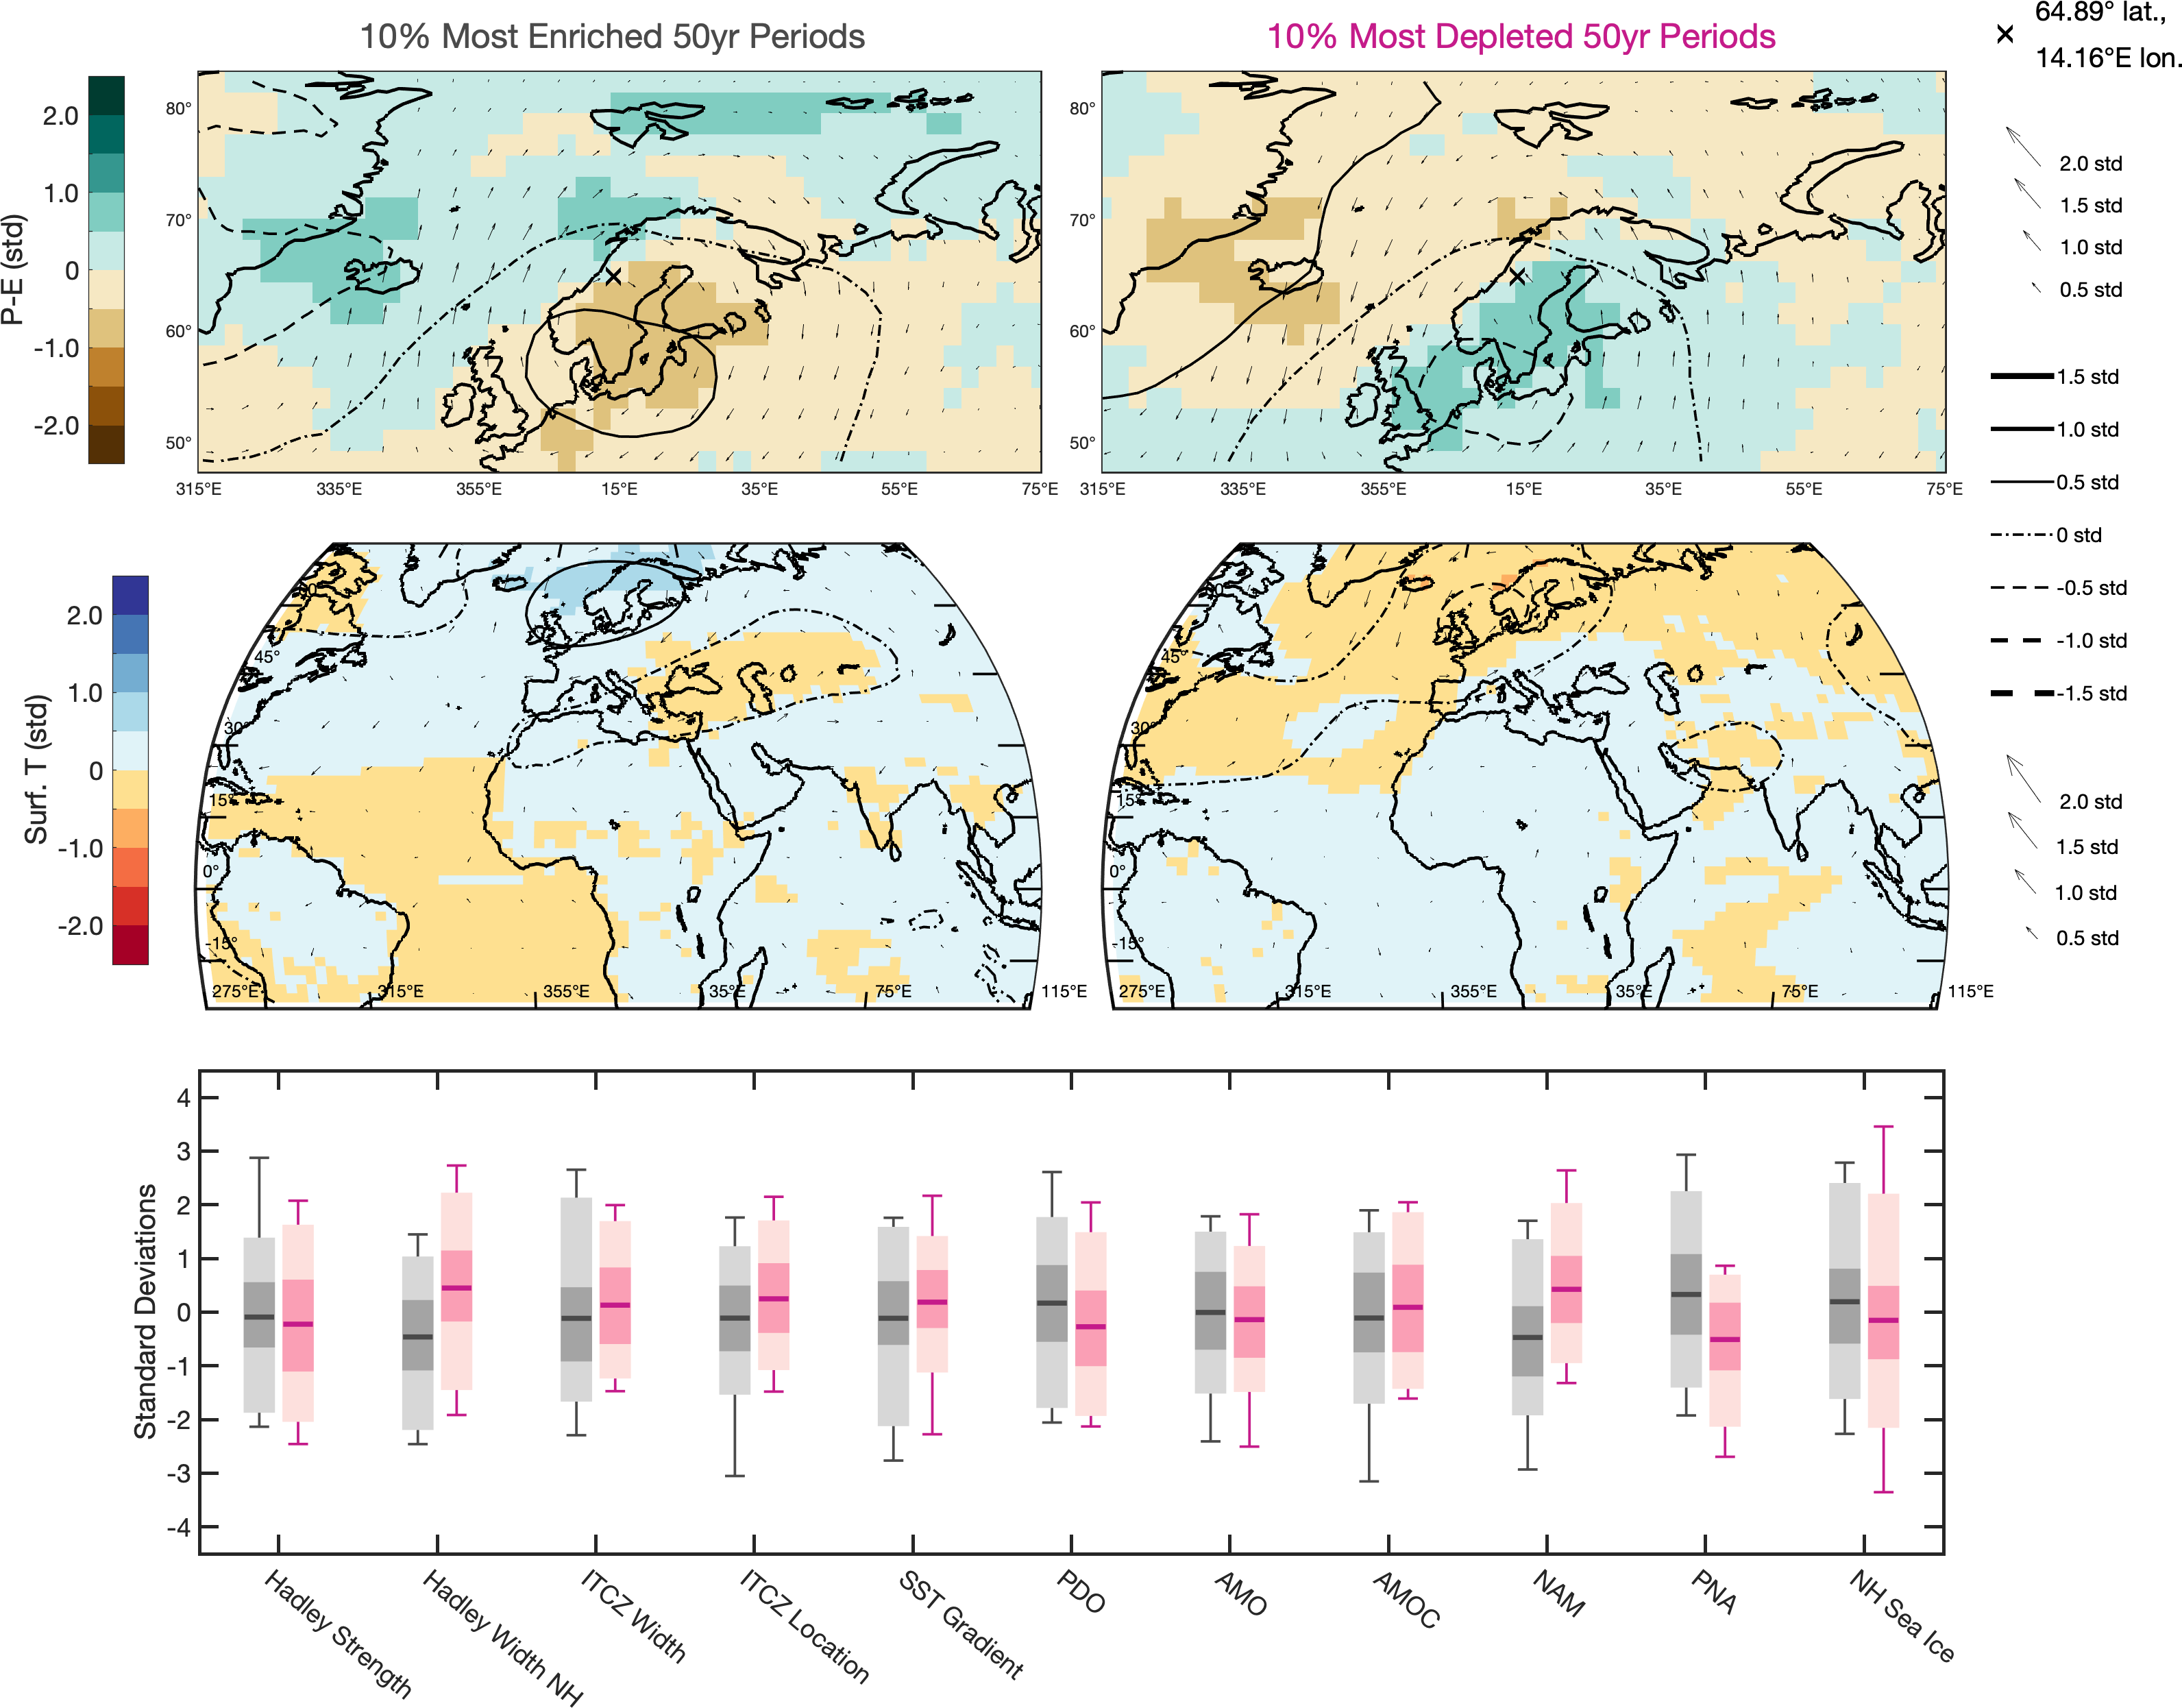 10% Most Enriched 50yr Periods
10% Most Depleted 50yr Periods
64.89° lat.,
14.16°E lon.
P-E (std)
2.0
1.0
0
-1.0
-2.0
80°
70°
60°
50°
315°E 335°E 355°E 15°E 35°E 55°E 75°E
80°
70°
60°
50°
315°E 335°E 355°E 15°E 35°E 55°E 75°E
2.0 std
1.5 std
1.0 std
0.5 std
1.5 std
1.0 std
0.5 std
0 std
-0.5 std
-1.0 std
-1.5 std
2.0 std
1.5 std
1.0 std
0.5 std
Surf. T (std)
2.0
1.0
0
-1.0
-2.0
45°
30°
15°
0°
-15°
275°E 315°E 355°E 35°E 75°E 115°E
45°
30°
15°
0°
-15°
275°E 315°E 355°E 35°E 75°E 115°E
Standard Deviations
4
3
2
1
0
-1
-2
-3
-4
Hadley Strength
Hadley Width NH
ITCZ Width
ITCZ Location
SST Gradient
PDO
AMO
AMOC
NAM
PNA
NH Sea Ice